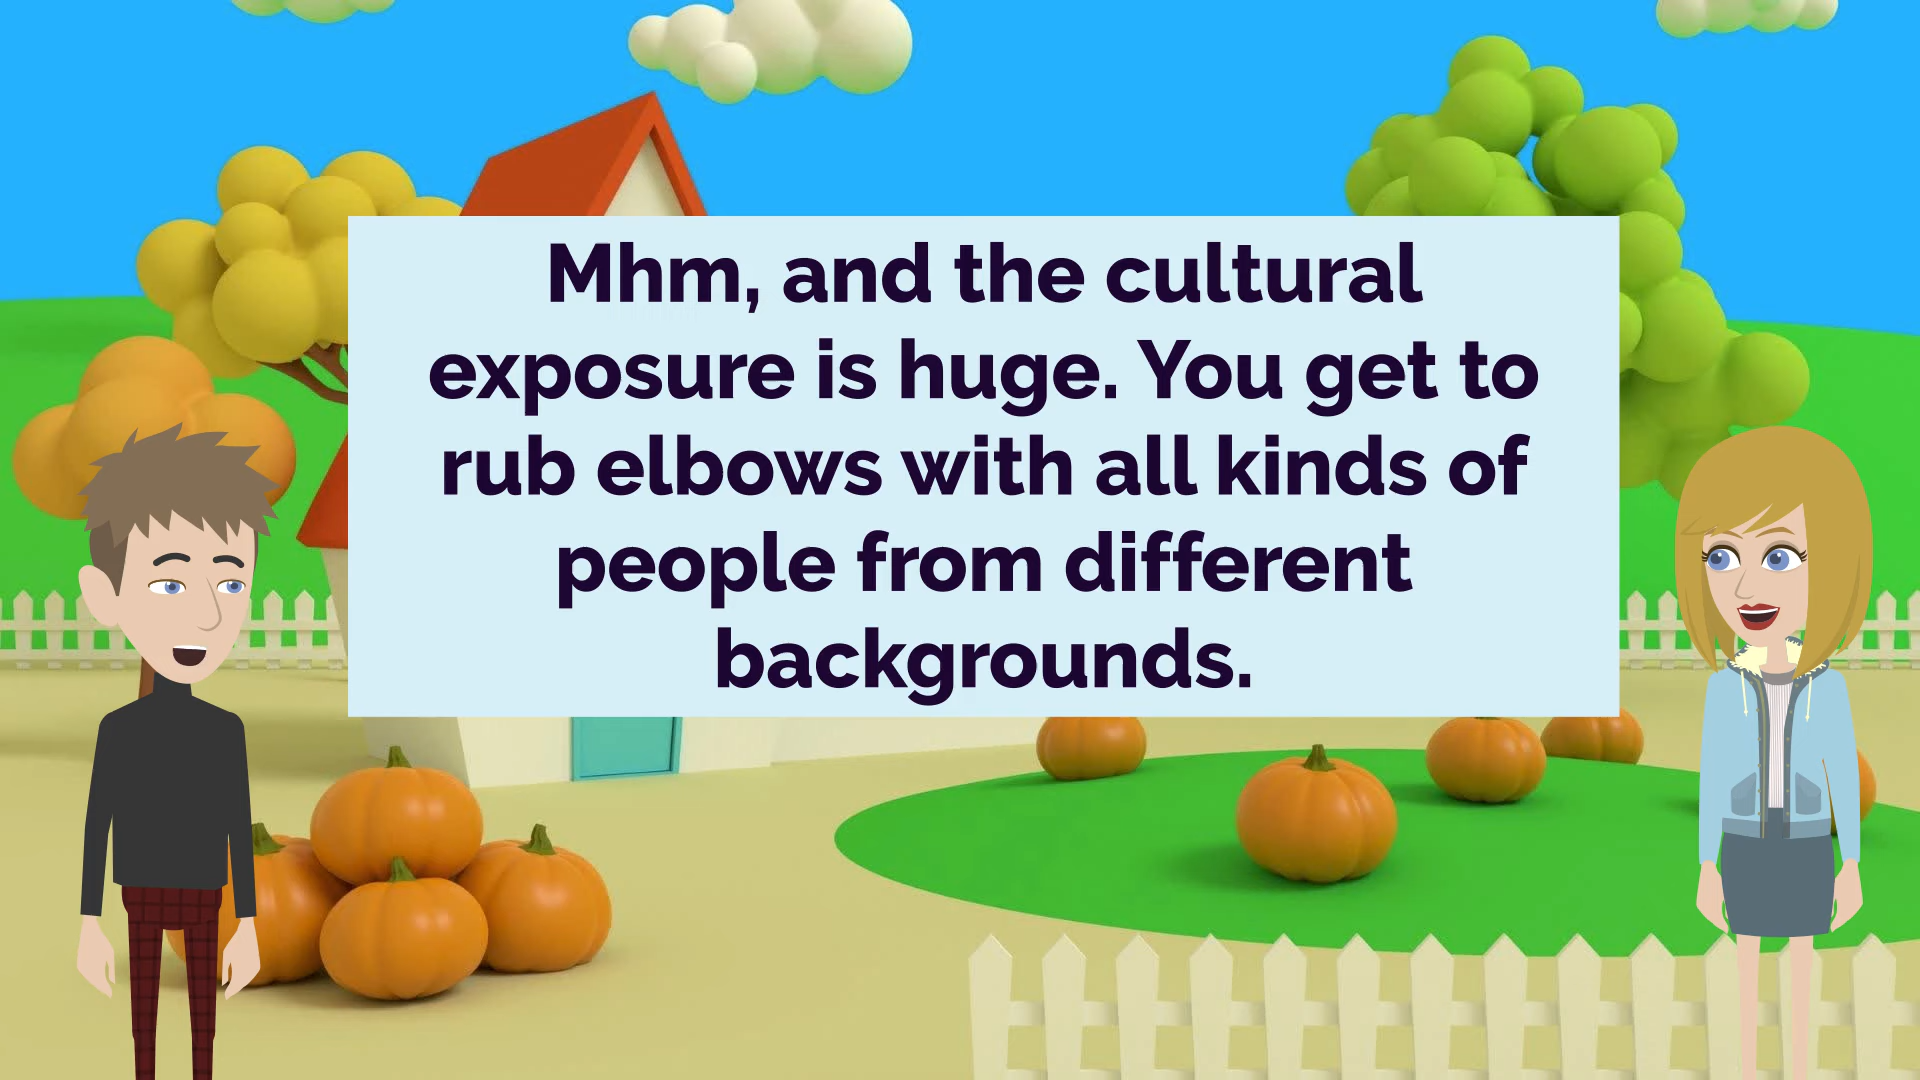 Mhm, and the cultural
exposure is huge. You get to
rub elbows with all kinds of
people from different
backgrounds.